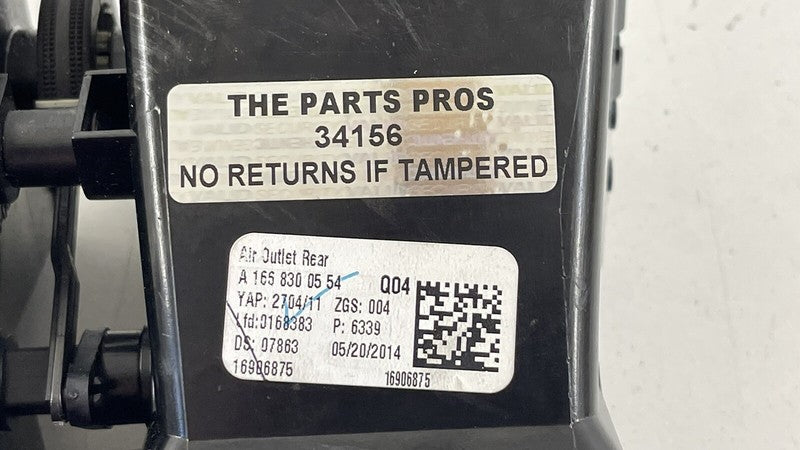 THE PARTS PROS
34156
NO RETURNS IF TAMPERED
Air Outlet Rear
A 166 830 05 54 Q04
YAP: 2704/11 ZGS: 004
Lfd:0168383 P: 6339
DS: 07863 05/20/2014
16906875 16906875